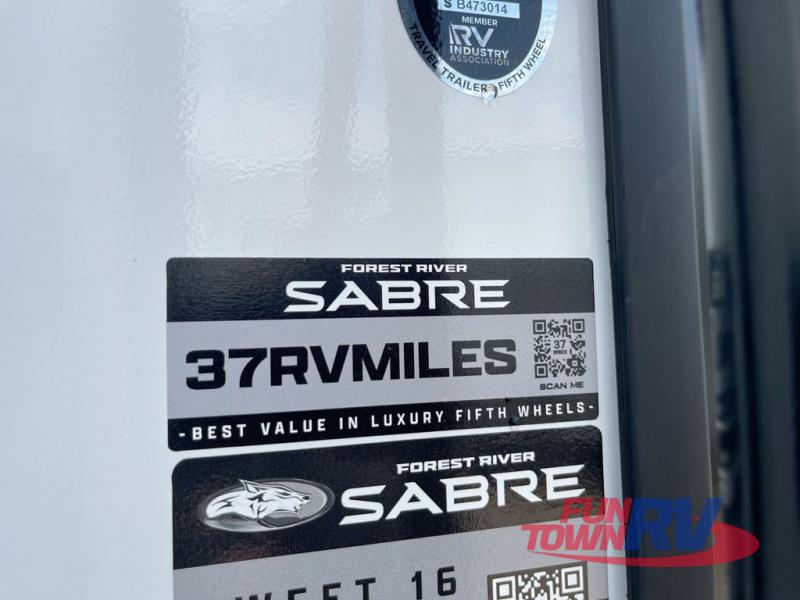 S B473014
MEMBER
RV
INDUSTRY
ASSOCIATION
TRAVEL TRAILER FIFTH WHEEL
FOREST RIVER
SABRE
37RVMILES
37
SCAN ME
- BEST VALUE IN LUXURY FIFTH WHEELS -
FOREST RIVER
SABRE
16
FUN
TOWN RV